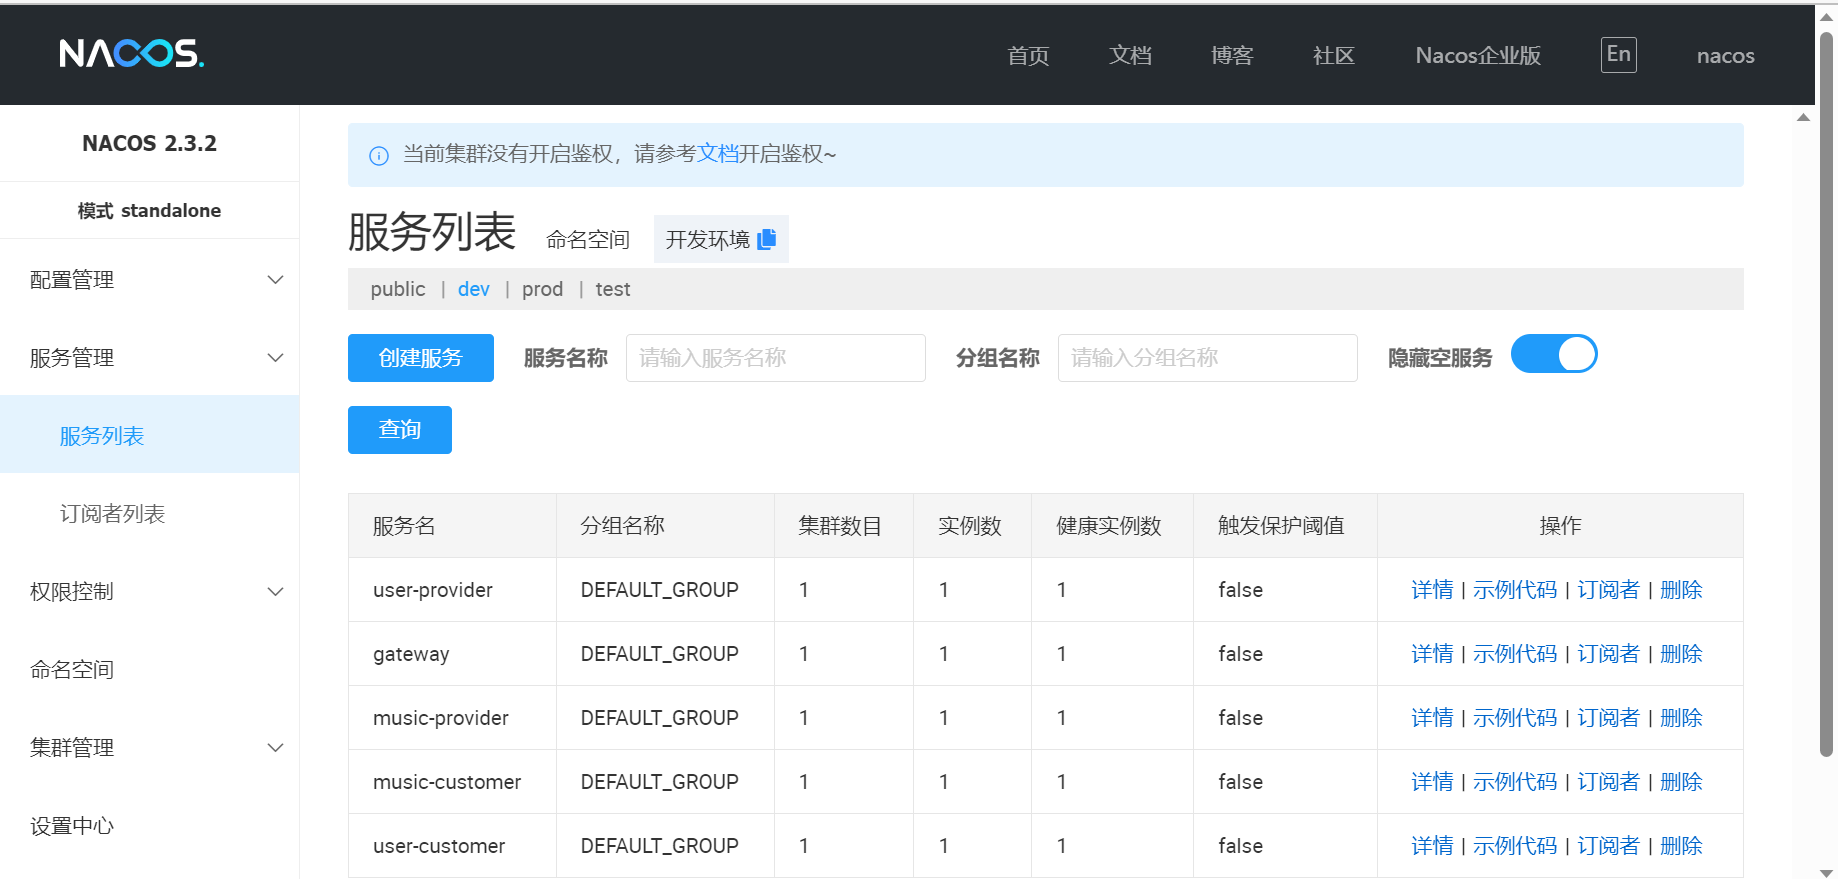 NACOS.
首页 文档 博客 社区 Nacos企业版 En nacos
NACOS 2.3.2
模式 standalone
配置管理
服务管理
服务列表
订阅者列表
权限控制
命名空间
集群管理
设置中心
当前集群没有开启鉴权，请参考文档开启鉴权~
服务列表 命名空间 开发环境
public | dev | prod | test
创建服务 服务名称 请输入服务名称 分组名称 请输入分组名称 隐藏空服务
查询
服务名 分组名称 集群数目 实例数 健康实例数 触发保护阈值 操作
user-provider DEFAULT_GROUP 1 1 1 false 详情 | 示例代码 | 订阅者 | 删除
gateway DEFAULT_GROUP 1 1 1 false 详情 | 示例代码 | 订阅者 | 删除
music-provider DEFAULT_GROUP 1 1 1 false 详情 | 示例代码 | 订阅者 | 删除
music-customer DEFAULT_GROUP 1 1 1 false 详情 | 示例代码 | 订阅者 | 删除
user-customer DEFAULT_GROUP 1 1 1 false 详情 | 示例代码 | 订阅者 | 删除